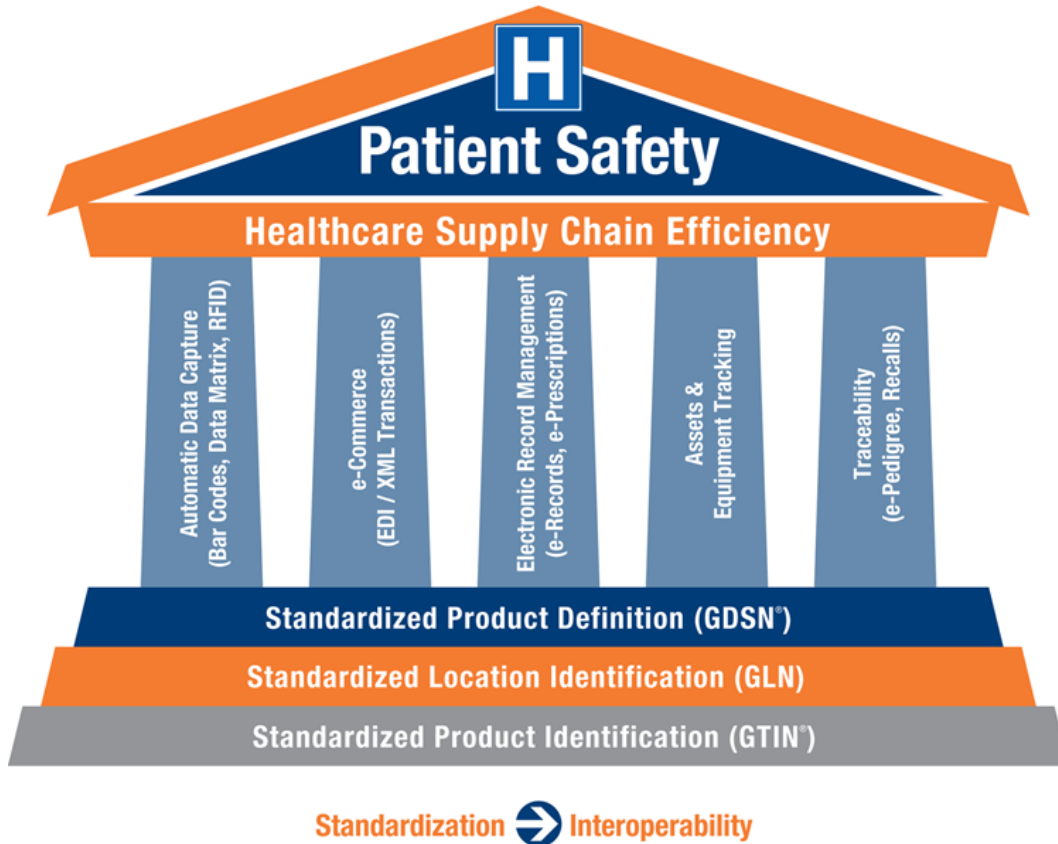 H
Patient Safety
Healthcare Supply Chain Efficiency
Automatic Data Capture
(Bar Codes, Data Matrix, RFID)
e-Commerce
(EDI / XML Transactions)
Electronic Record Management
(e-Records, e-Prescriptions)
Assets &
Equipment Tracking
Traceability
(e-Pedigree, Recalls)
Standardized Product Definition (GDSN®)
Standardized Location Identification (GLN)
Standardized Product Identification (GTIN®)
Standardization → Interoperability